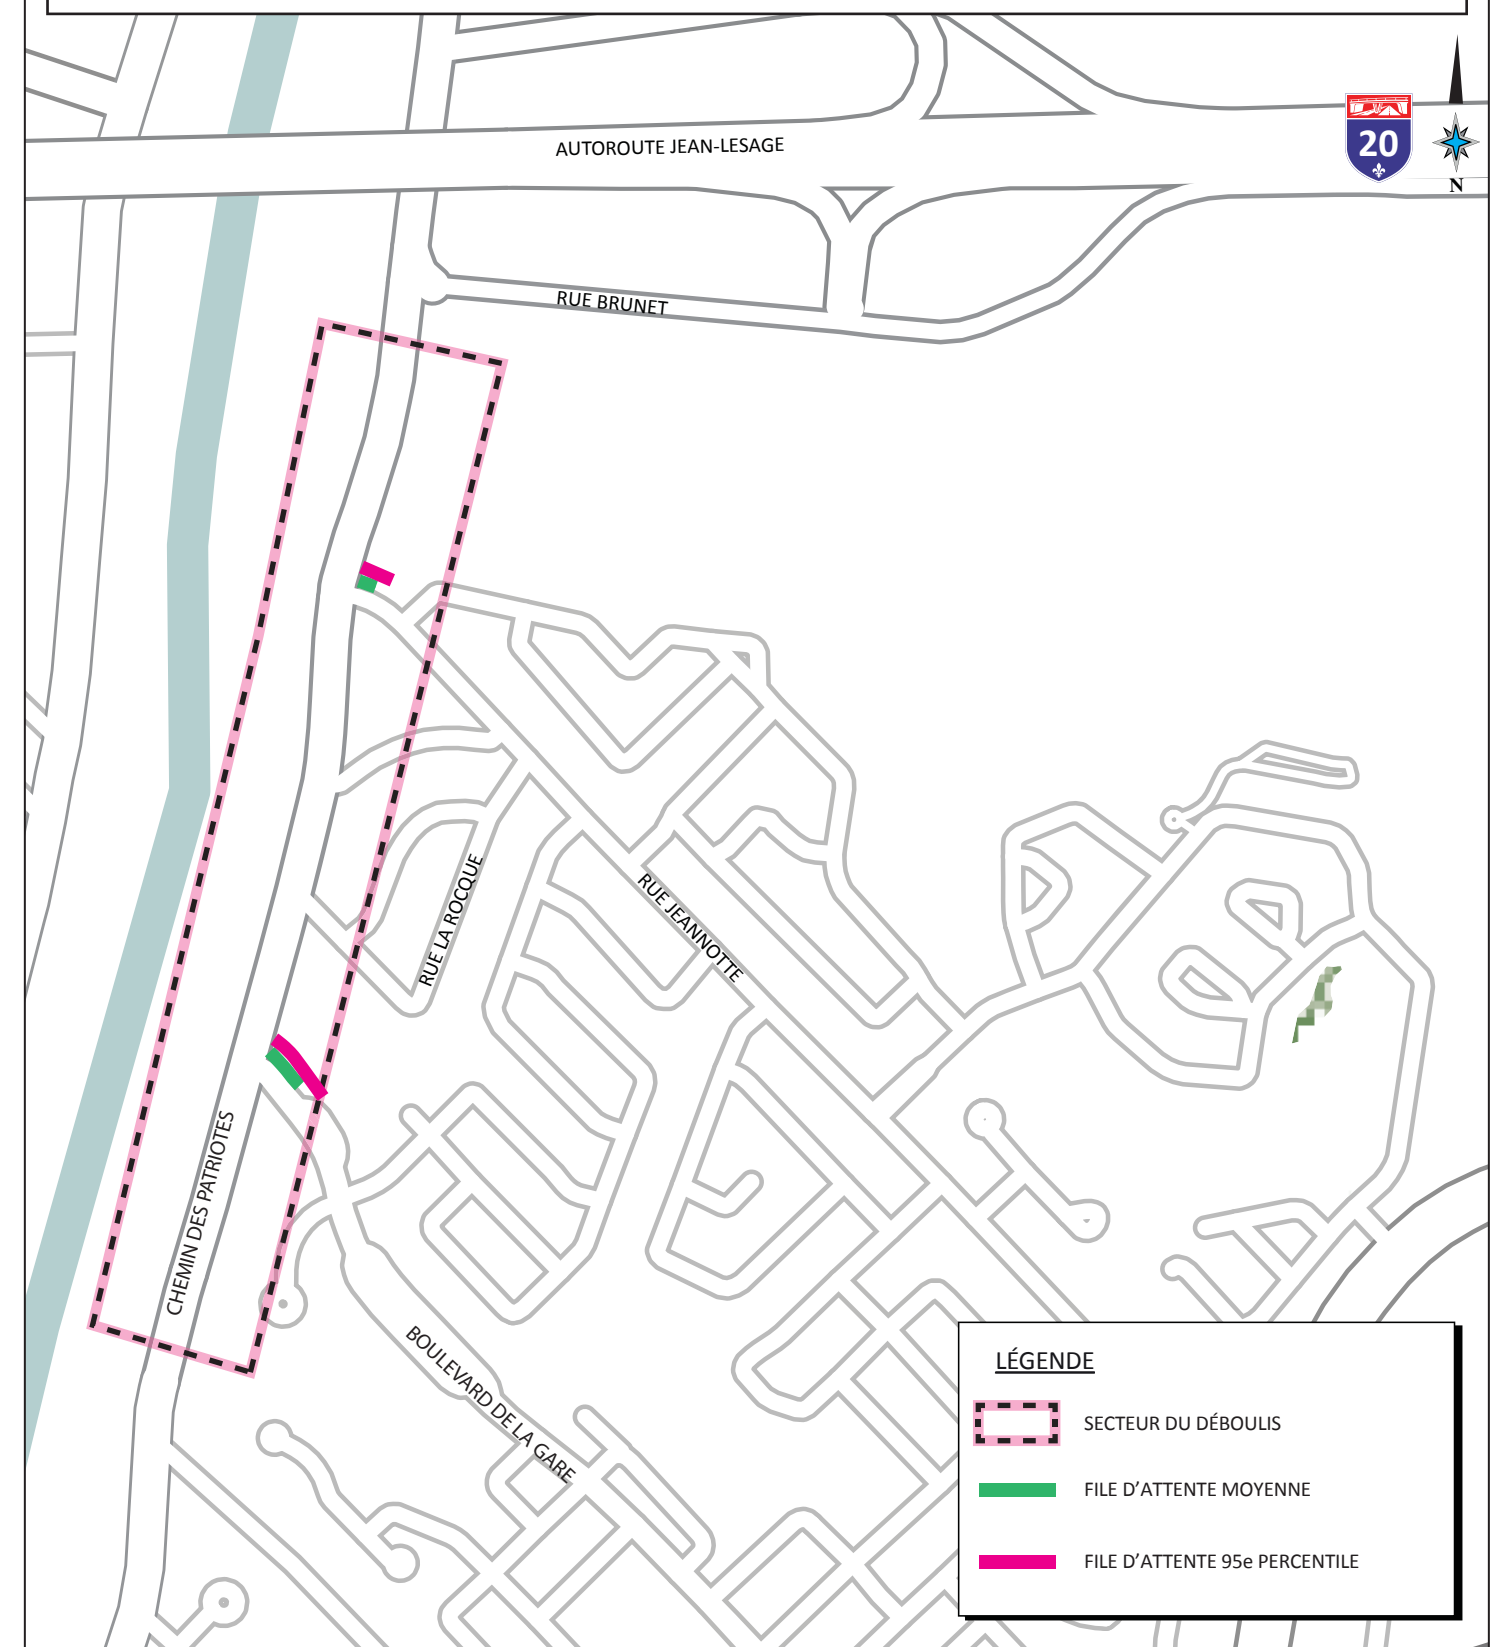 AUTOROUTE JEAN-LESAGE
20
N
RUE BRUNET
RUE LA ROCQUE
RUE JEANNOTTE
CHEMIN DES PATRIOTES
BOULEVARD DE LA GARE
LÉGENDE
SECTEUR DU DÉBOULIS
FILE D'ATTENTE MOYENNE
FILE D'ATTENTE 95e PERCENTILE